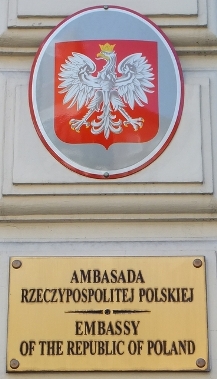 AMBASADA
RZECZYPOSPOLITEJ POLSKIEJ
EMBASSY
OF THE REPUBLIC OF POLAND